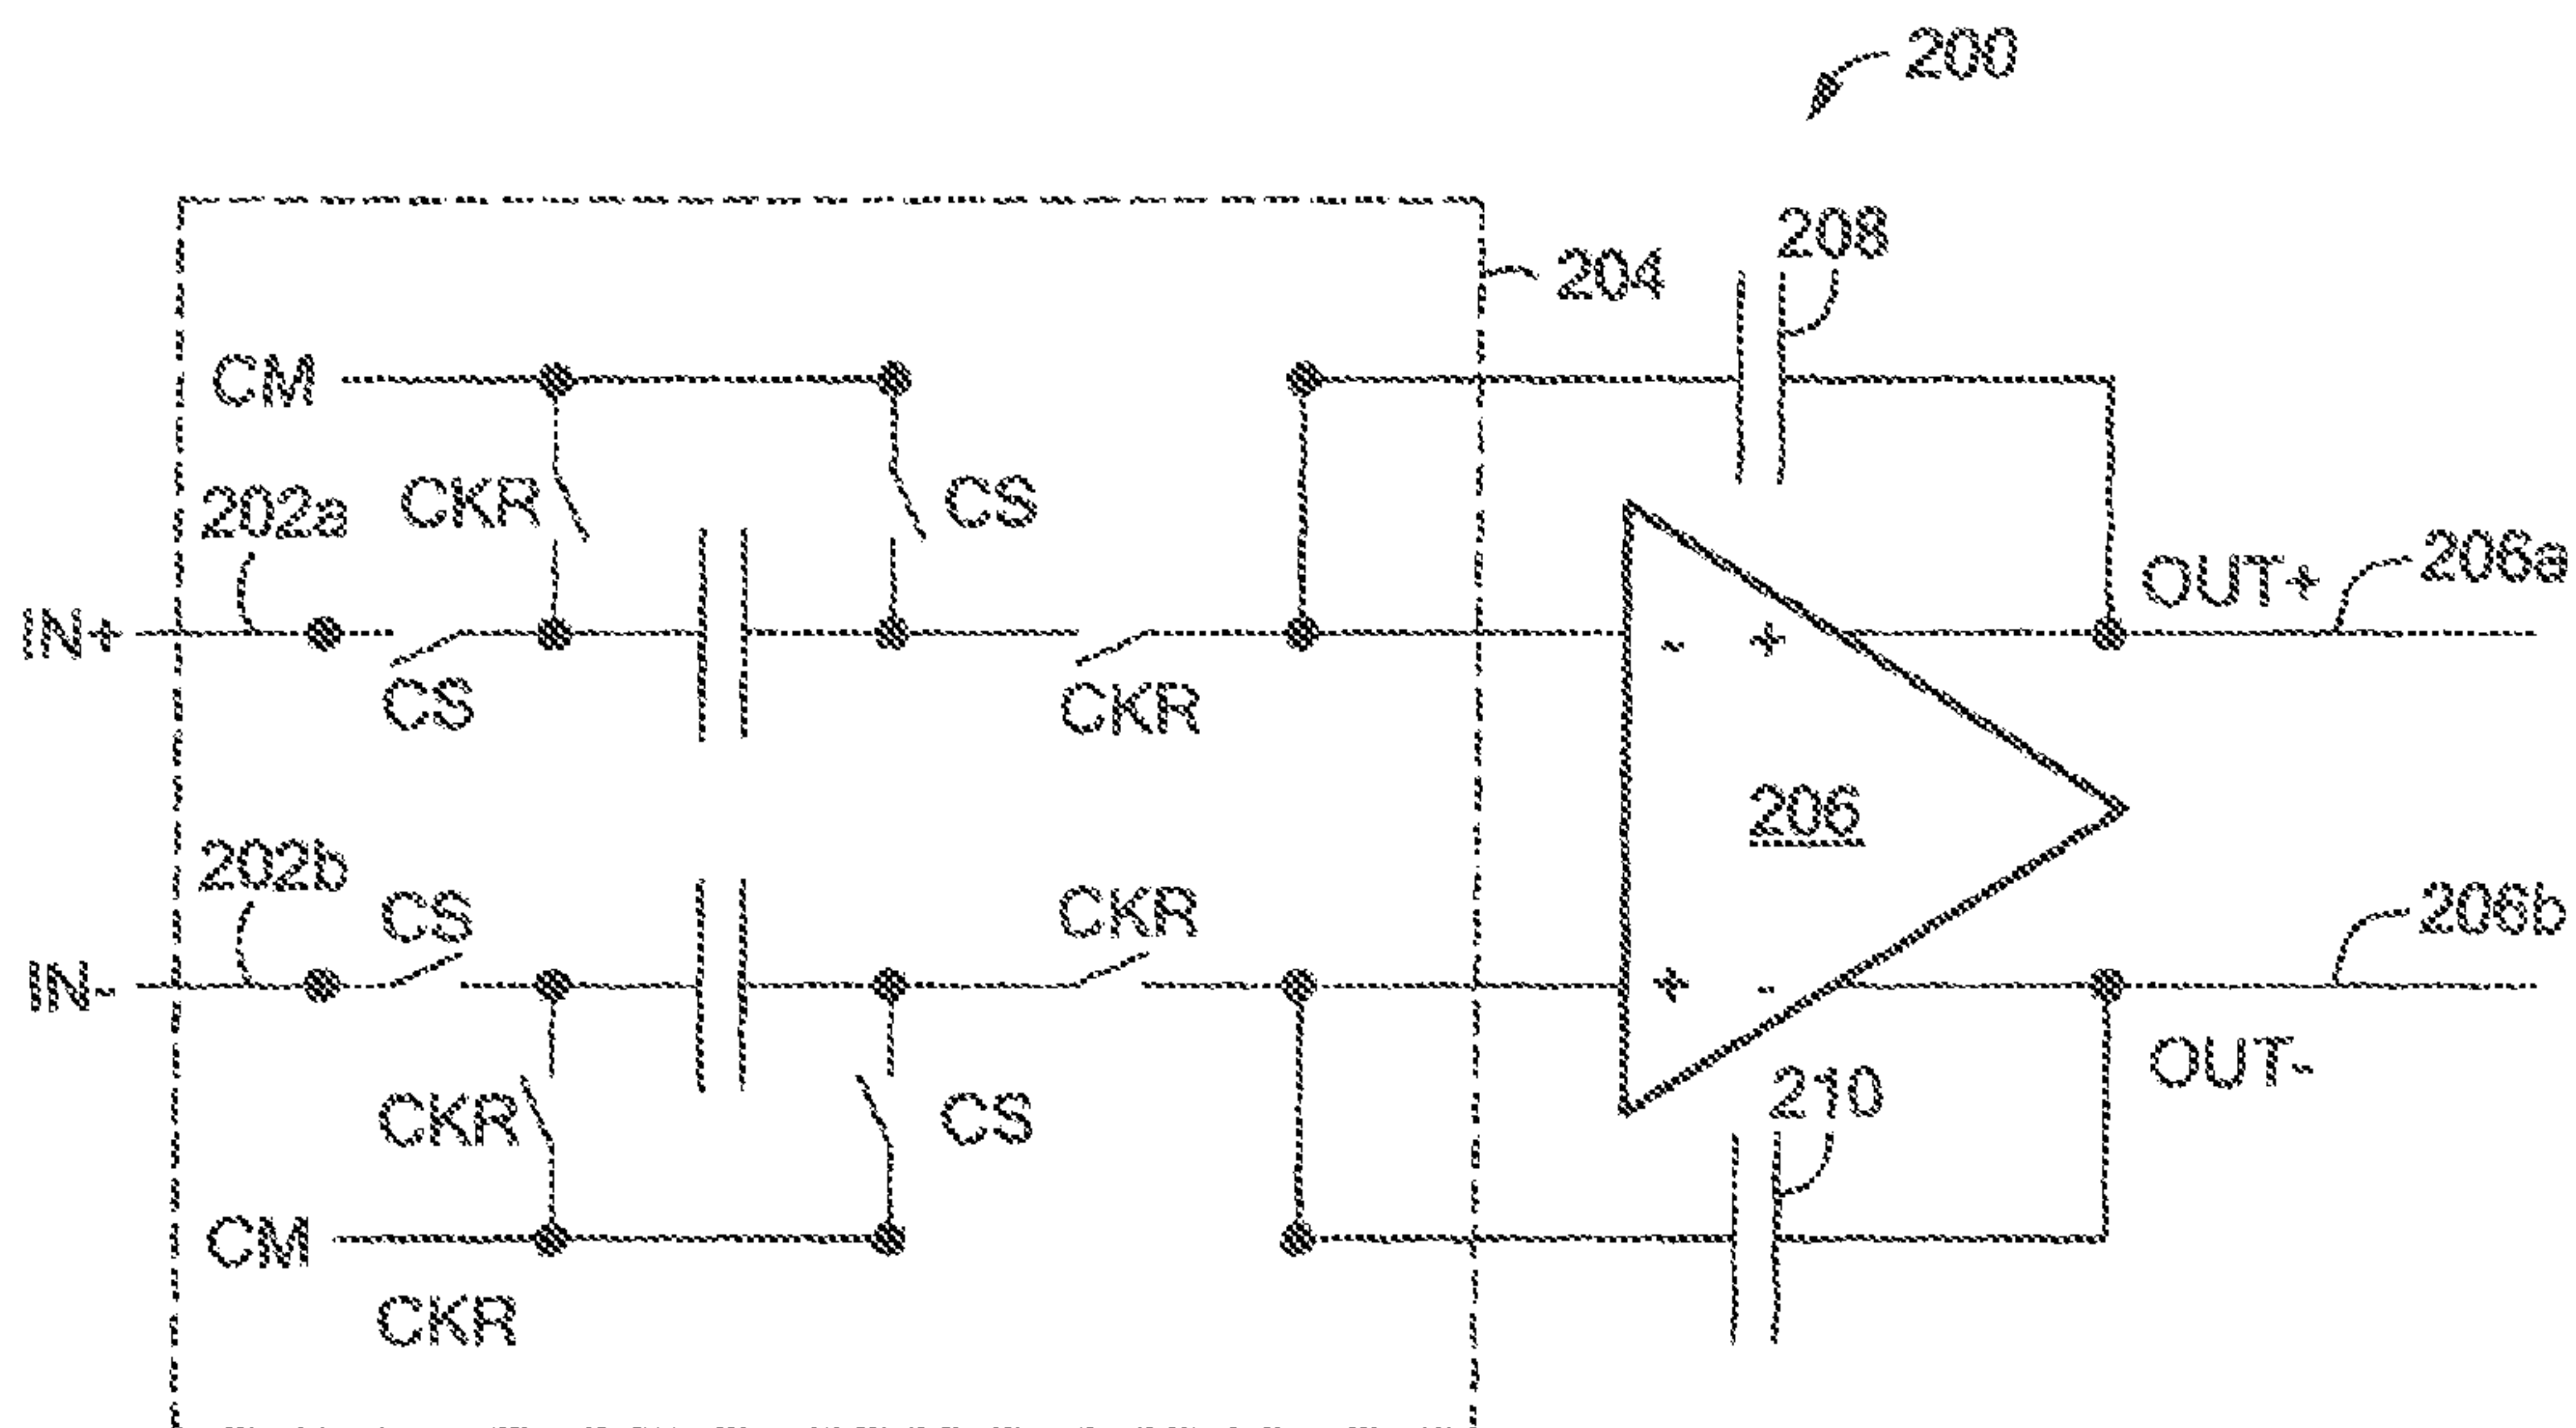 200
208
204
CM
CKR
CS
202a
OUT+
206a
IN+
- +
CS
CKR
206
202b
CS
CKR
206b
IN-
+ -
OUT-
210
CKR
CS
CM
CKR